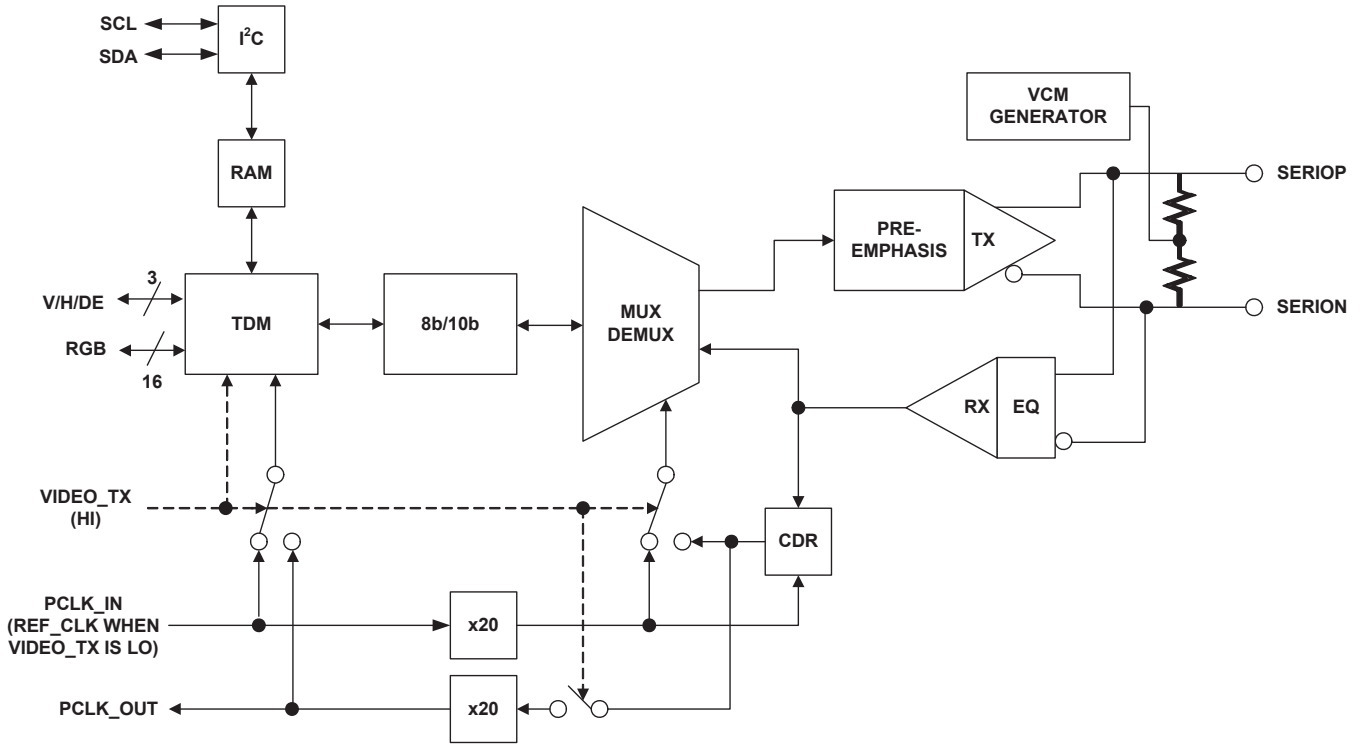 SCL
SDA
I²C
VCM
GENERATOR
RAM
SERIOP
PRE-
EMPHASIS
TX
3
V/H/DE
TDM
8b/10b
MUX
DEMUX
SERION
RGB
16
RX
EQ
VIDEO_TX
(HI)
CDR
PCLK_IN
(REF_CLK WHEN
VIDEO_TX IS LO)
x20
PCLK_OUT
x20